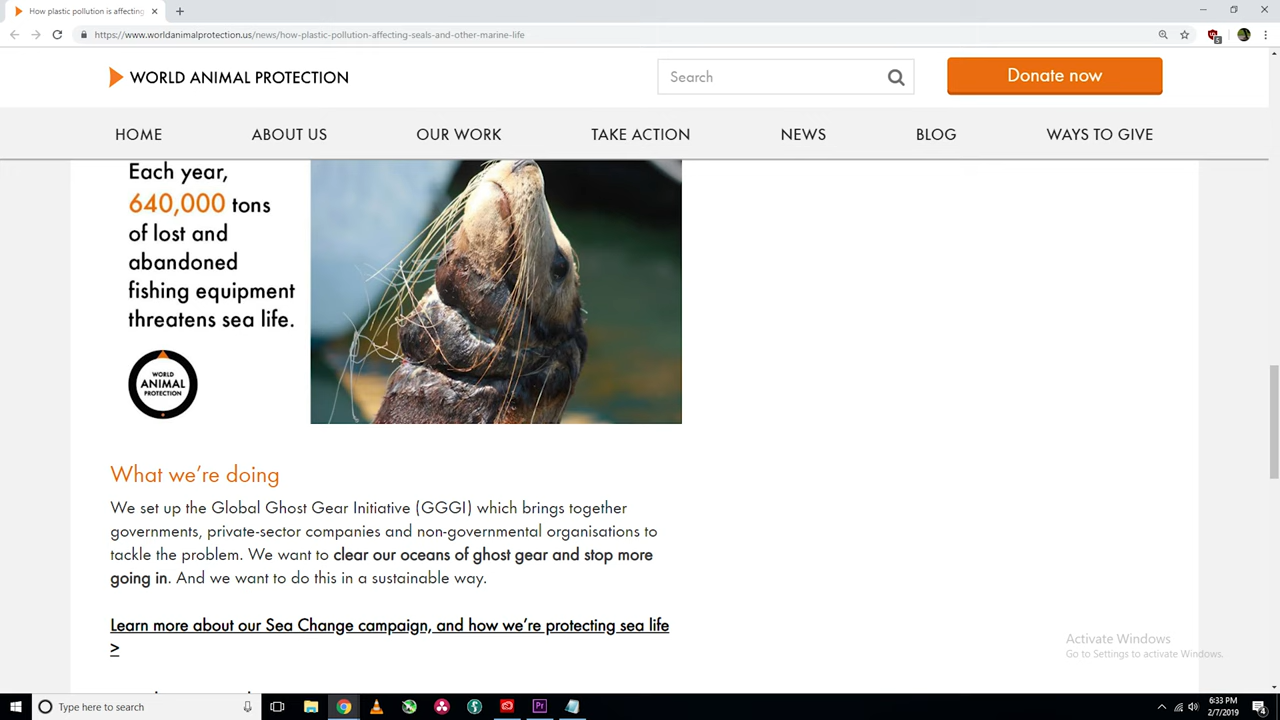 How plastic pollution is affecting
https://www.worldanimalprotection.us/news/how-plastic-pollution-affecting-seals-and-other-marine-life
WORLD ANIMAL PROTECTION
Search
Donate now
HOME
ABOUT US
OUR WORK
TAKE ACTION
NEWS
BLOG
WAYS TO GIVE
Each year,
640,000 tons
of lost and
abandoned
fishing equipment
threatens sea life.
WORLD
ANIMAL
PROTECTION
What we're doing
We set up the Global Ghost Gear Initiative (GGGI) which brings together
governments, private-sector companies and non-governmental organisations to
tackle the problem. We want to clear our oceans of ghost gear and stop more
going in. And we want to do this in a sustainable way.
Learn more about our Sea Change campaign, and how we're protecting sea life
>
Activate Windows
Go to Settings to activate Windows.
Type here to search
Pr
6:33 PM
2/7/2019
4